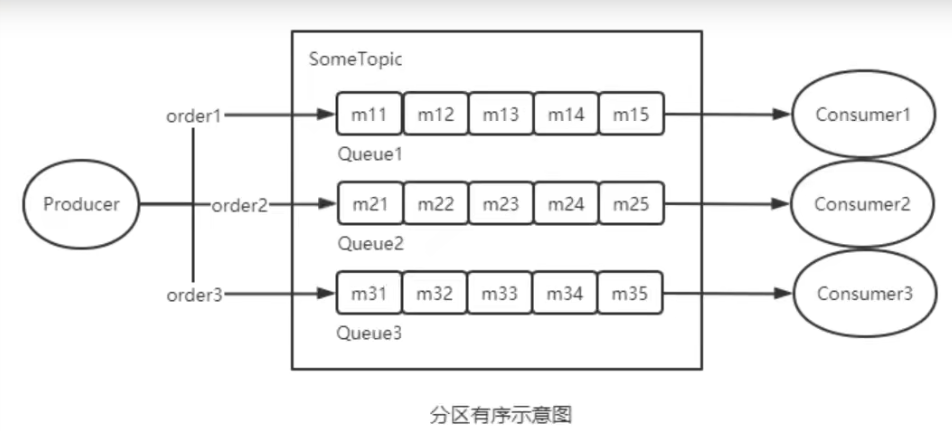 SomeTopic
order1
m11 m12 m13 m14 m15
Consumer1
Queue1
Producer
order2
m21 m22 m23 m24 m25
Consumer2
Queue2
order3
m31 m32 m33 m34 m35
Consumer3
Queue3
分区有序示意图